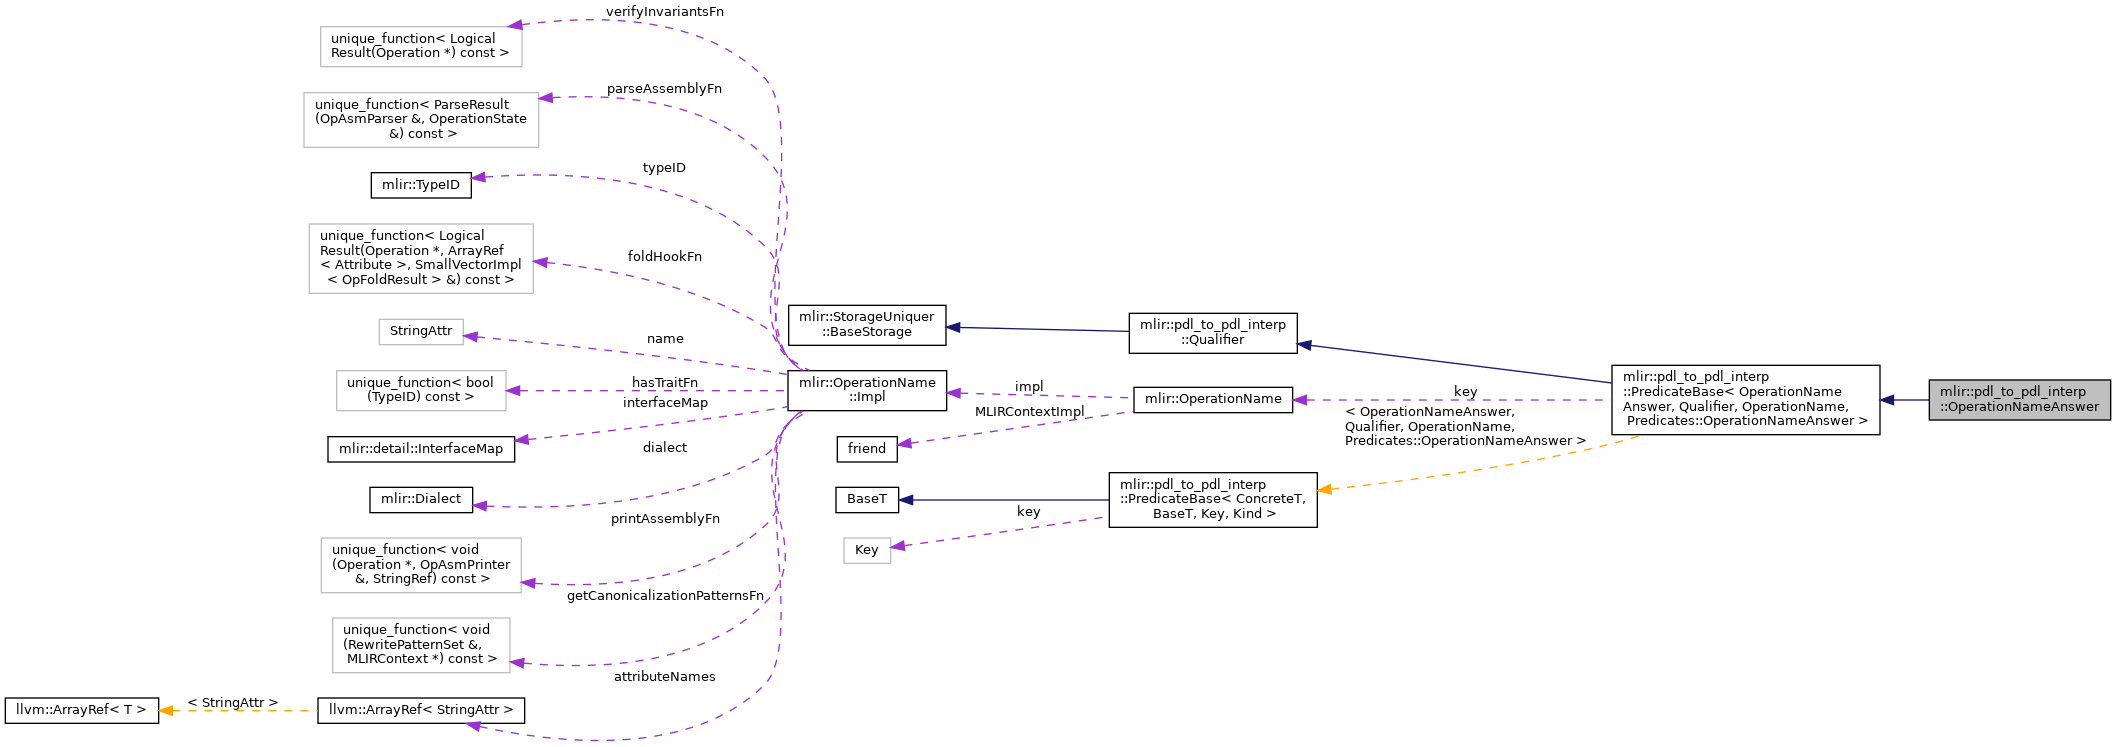 verifyInvariantsFn
unique_function< Logical
Result(Operation *) const >
parseAssemblyFn
unique_function< ParseResult
(OpAsmParser &, OperationState
&) const >
typeID
mlir::TypeID
unique_function< Logical
Result(Operation *, ArrayRef
< Attribute >, SmallVectorImpl
< OpFoldResult > &) const >
foldHookFn
StringAttr
name
unique_function< bool
(TypeID) const >
hasTraitFn
interfaceMap
mlir::detail::InterfaceMap
dialect
mlir::Dialect
printAssemblyFn
unique_function< void
(Operation *, OpAsmPrinter
&, StringRef) const >
getCanonicalizationPatternsFn
unique_function< void
(RewritePatternSet &,
MLIRContext *) const >
attributeNames
llvm::ArrayRef< T >
< StringAttr >
llvm::ArrayRef< StringAttr >
mlir::StorageUniquer
::BaseStorage
mlir::OperationName
::Impl
friend
BaseT
Key
impl
MLIRContextImpl
key
mlir::pdl_to_pdl_interp
::Qualifier
mlir::OperationName
mlir::pdl_to_pdl_interp
::PredicateBase< ConcreteT,
BaseT, Key, Kind >
key
< OperationNameAnswer,
Qualifier, OperationName,
Predicates::OperationNameAnswer >
mlir::pdl_to_pdl_interp
::PredicateBase< OperationName
Answer, Qualifier, OperationName,
Predicates::OperationNameAnswer >
mlir::pdl_to_pdl_interp
::OperationNameAnswer